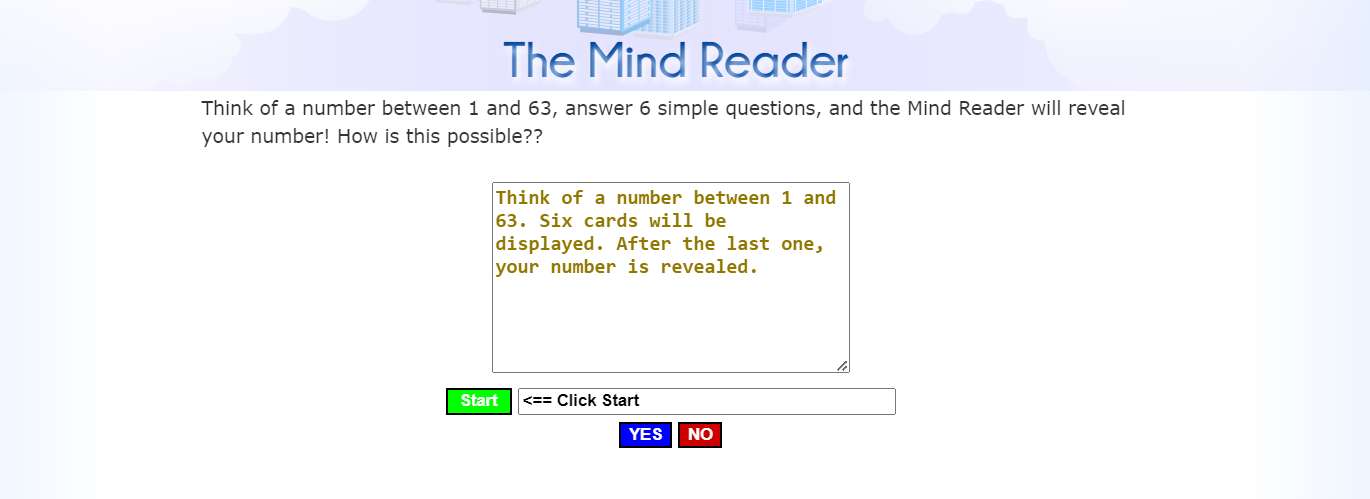 The Mind Reader
Think of a number between 1 and 63, answer 6 simple questions, and the Mind Reader will reveal
your number! How is this possible??
Think of a number between 1 and
63. Six cards will be
displayed. After the last one,
your number is revealed.
Start <== Click Start
YES NO